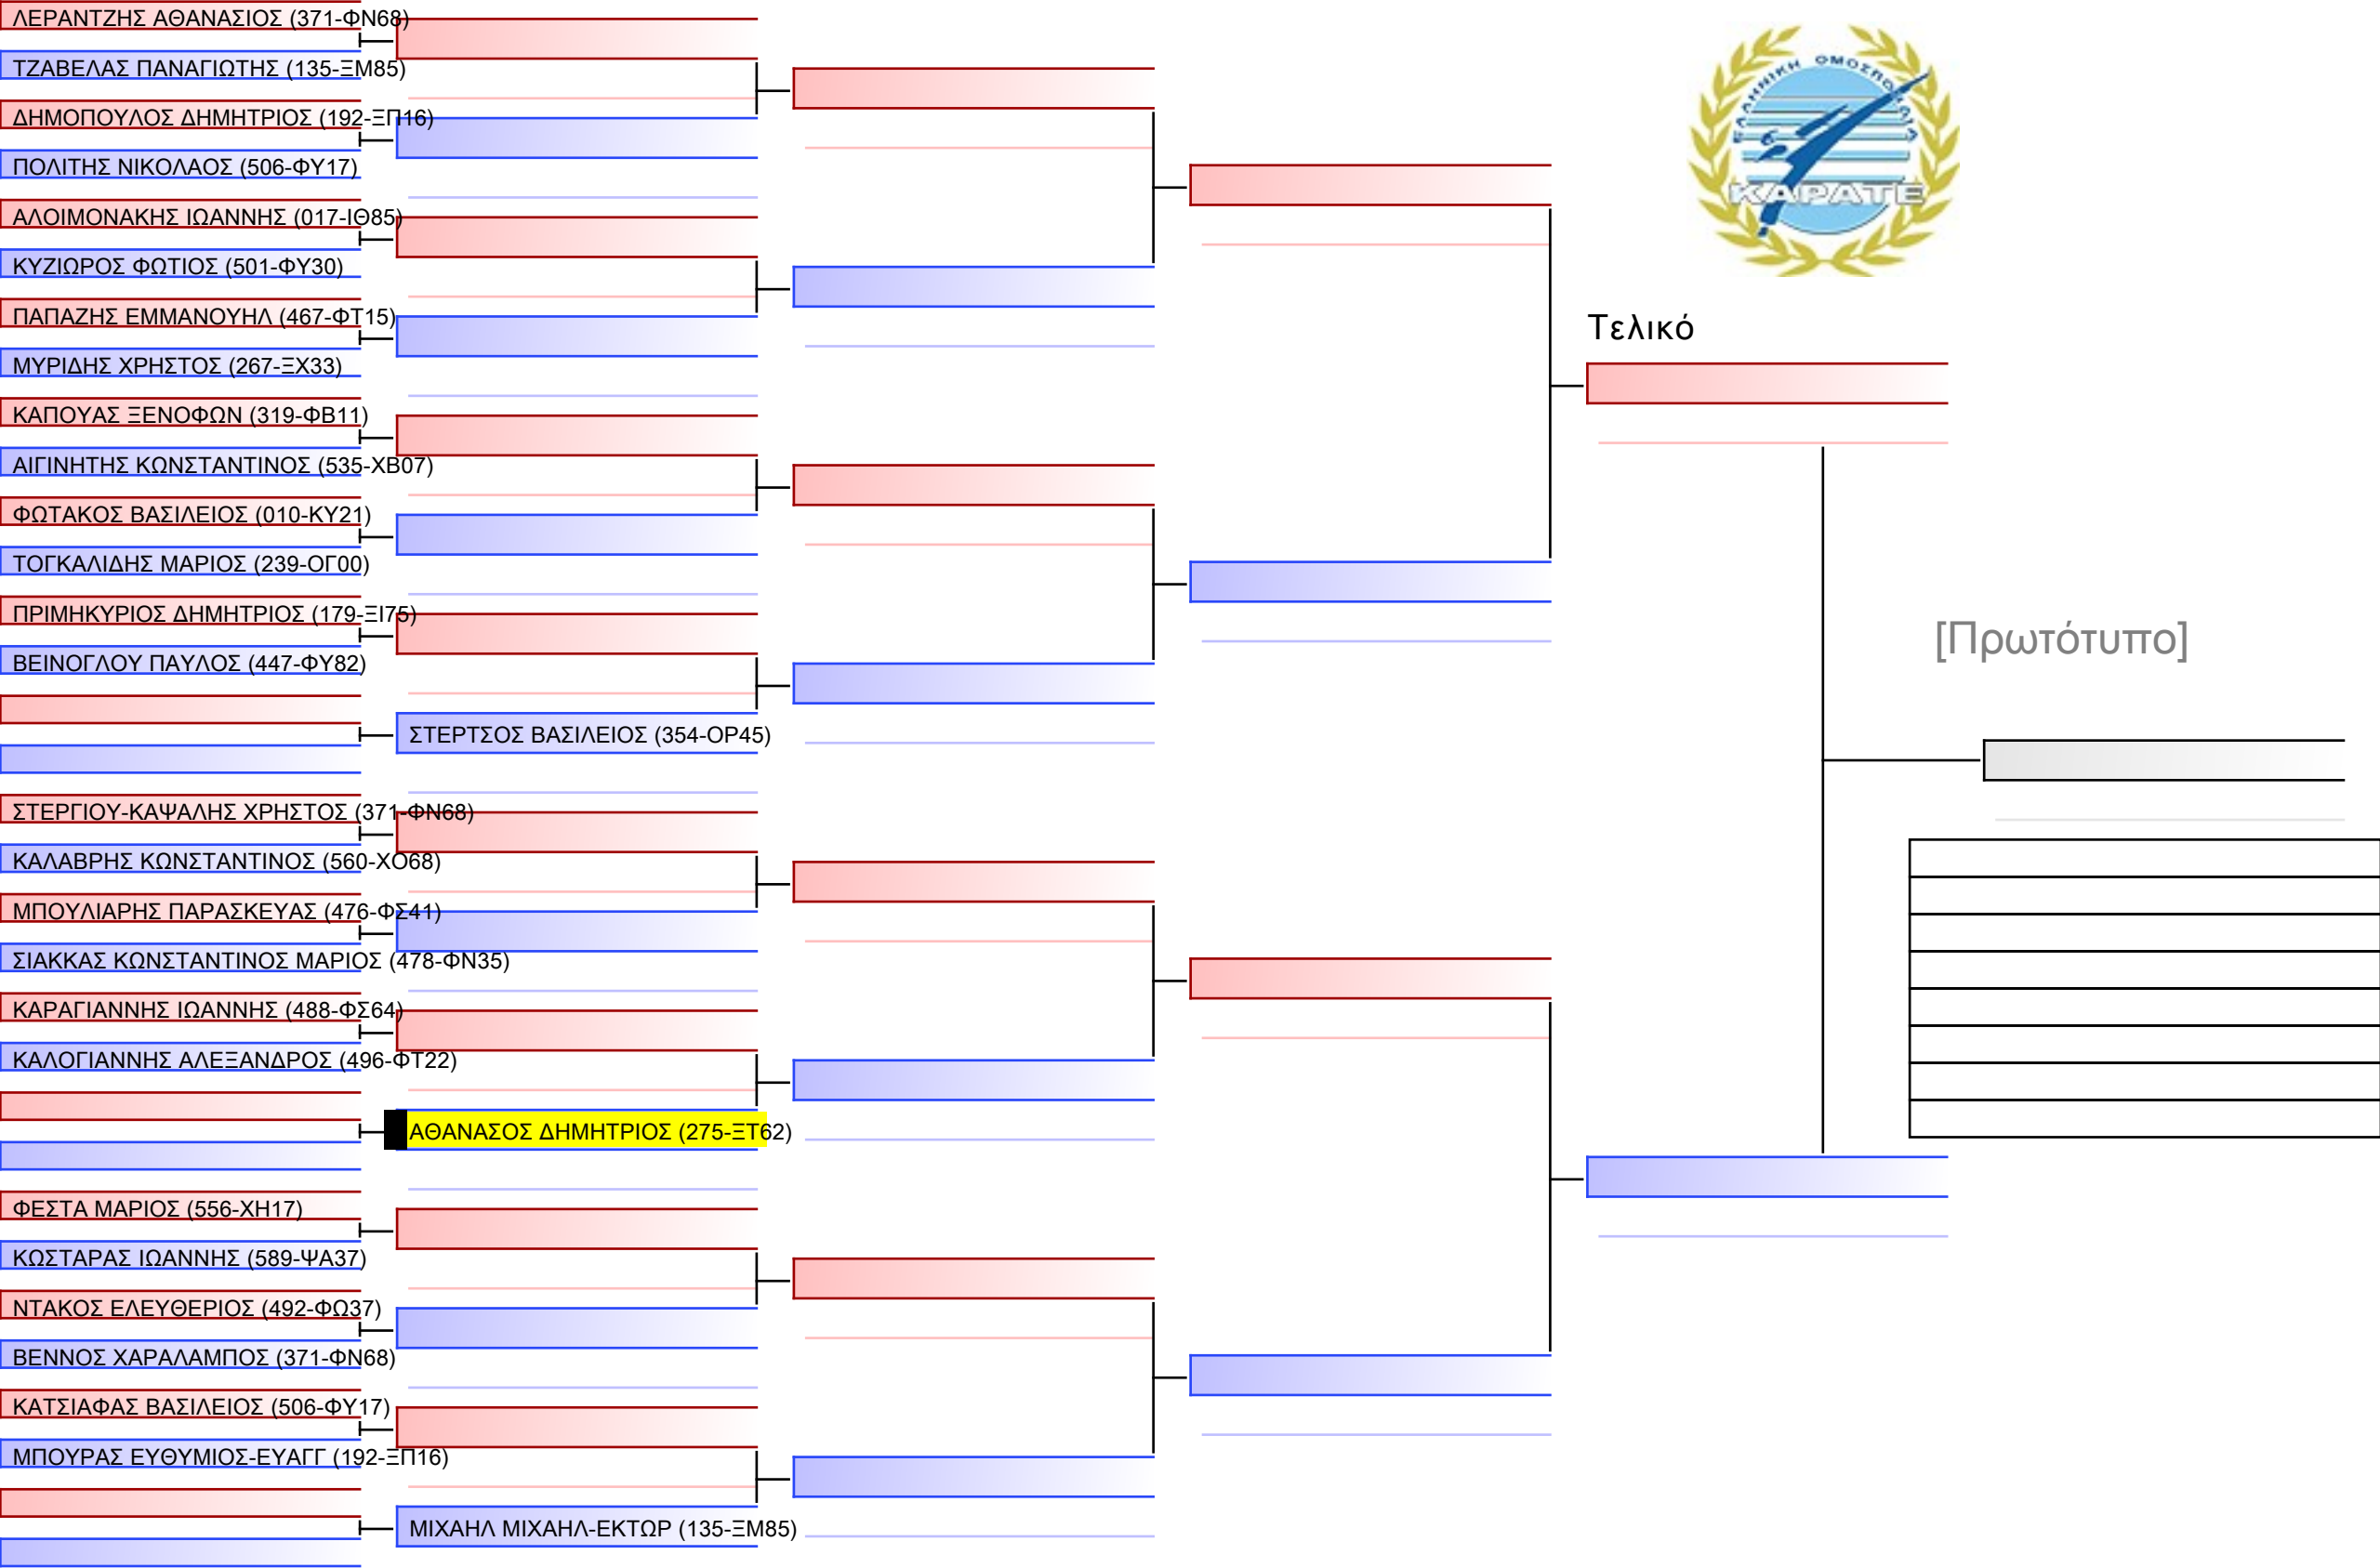 ΛΕΡΑΝΤΖΗΣ ΑΘΑΝΑΣΙΟΣ (371-ΦΝ68)
ΤΖΑΒΕΛΑΣ ΠΑΝΑΓΙΩΤΗΣ (135-ΞΜ85)
ΔΗΜΟΠΟΥΛΟΣ ΔΗΜΗΤΡΙΟΣ (192-ΞΠ16)
ΠΟΛΙΤΗΣ ΝΙΚΟΛΑΟΣ (506-ΦΥ17)
ΑΛΟΙΜΟΝΑΚΗΣ ΙΩΑΝΝΗΣ (017-ΙΘ85)
ΚΥΖΙΩΡΟΣ ΦΩΤΙΟΣ (501-ΦΥ30)
ΠΑΠΑΖΗΣ ΕΜΜΑΝΟΥΗΛ (467-ΦΤ15)
ΜΥΡΙΔΗΣ ΧΡΗΣΤΟΣ (267-ΞΧ33)
ΚΑΠΟΥΑΣ ΞΕΝΟΦΩΝ (319-ΦΒ11)
ΑΙΓΙΝΗΤΗΣ ΚΩΝΣΤΑΝΤΙΝΟΣ (535-ΧΒ07)
ΦΩΤΑΚΟΣ ΒΑΣΙΛΕΙΟΣ (010-ΚΥ21)
ΤΟΓΚΑΛΙΔΗΣ ΜΑΡΙΟΣ (239-ΟΓ00)
ΠΡΙΜΗΚΥΡΙΟΣ ΔΗΜΗΤΡΙΟΣ (179-ΞΙ75)
ΒΕΙΝΟΓΛΟΥ ΠΑΥΛΟΣ (447-ΦΥ82)
ΣΤΕΡΤΣΟΣ ΒΑΣΙΛΕΙΟΣ (354-ΟΡ45)
ΣΤΕΡΓΙΟΥ-ΚΑΨΑΛΗΣ ΧΡΗΣΤΟΣ (371-ΦΝ68)
ΚΑΛΑΒΡΗΣ ΚΩΝΣΤΑΝΤΙΝΟΣ (560-ΧΟ68)
ΜΠΟΥΛΙΑΡΗΣ ΠΑΡΑΣΚΕΥΑΣ (476-ΦΣ41)
ΣΙΑΚΚΑΣ ΚΩΝΣΤΑΝΤΙΝΟΣ ΜΑΡΙΟΣ (478-ΦΝ35)
ΚΑΡΑΓΙΑΝΝΗΣ ΙΩΑΝΝΗΣ (488-ΦΣ64)
ΚΑΛΟΓΙΑΝΝΗΣ ΑΛΕΞΑΝΔΡΟΣ (496-ΦΤ22)
ΑΘΑΝΑΣΟΣ ΔΗΜΗΤΡΙΟΣ (275-ΞΤ62)
ΦΕΣΤΑ ΜΑΡΙΟΣ (556-ΧΗ17)
ΚΩΣΤΑΡΑΣ ΙΩΑΝΝΗΣ (589-ΨΑ37)
ΝΤΑΚΟΣ ΕΛΕΥΘΕΡΙΟΣ (492-ΦΩ37)
ΒΕΝΝΟΣ ΧΑΡΑΛΑΜΠΟΣ (371-ΦΝ68)
ΚΑΤΣΙΑΦΑΣ ΒΑΣΙΛΕΙΟΣ (506-ΦΥ17)
ΜΠΟΥΡΑΣ ΕΥΘΥΜΙΟΣ-ΕΥΑΓΓ (192-ΞΠ16)
ΜΙΧΑΗΛ ΜΙΧΑΗΛ-ΕΚΤΩΡ (135-ΞΜ85)
ΕΛΛΗΝΙΚΗ ΟΜΟΣΠΟΝΔΙΑ
ΚΑΡΑΤΕ
Τελικό
[Πρωτότυπο]